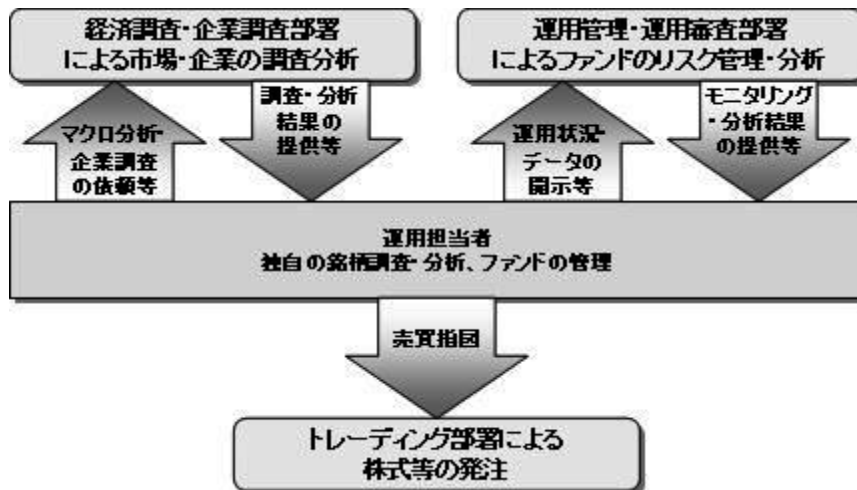 経済調査・企業調査部署
による市場・企業の調査分析
運用管理・運用審査部署
によるファンドのリスク管理・分析
マクロ分析・
企業調査
の依頼等
調査・分析
結果の
提供等
運用状況・
データの
開示等
モニタリング
・分析結果
の提供等
運用担当者
独自の銘柄調査・分析、ファンドの管理
売買指図
トレーディング部署による
株式等の発注